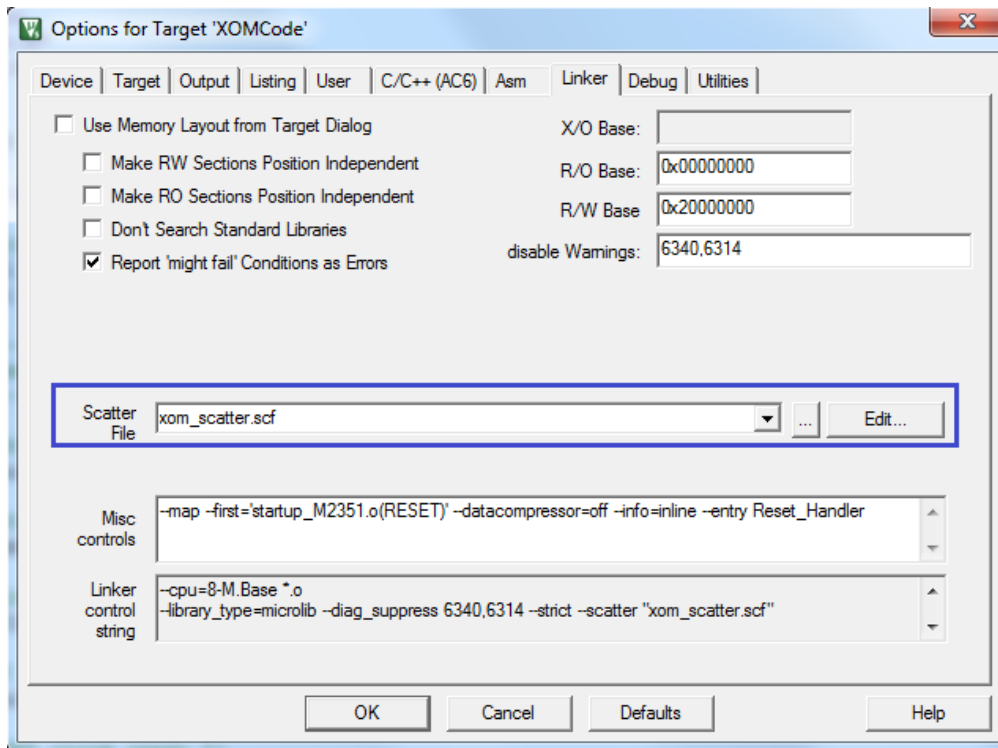 Options for Target 'XOMCode'
Device Target Output Listing User C/C++ (AC6) Asm Linker Debug Utilities
Use Memory Layout from Target Dialog
X/O Base:
Make RW Sections Position Independent
R/O Base: 0x00000000
Make RO Sections Position Independent
R/W Base 0x20000000
Don't Search Standard Libraries
disable Warnings: 6340,6314
Report 'might fail' Conditions as Errors
Scatter
File
xom_scatter.scf
...
Edit...
Misc
controls
--map --first='startup_M2351.o(RESET)' --datacompressor=off --info=inline --entry Reset_Handler
Linker
control
string
--cpu=8-M.Base *.o
--library_type=microlib --diag_suppress 6340,6314 --strict --scatter "xom_scatter.scf"
OK Cancel Defaults Help